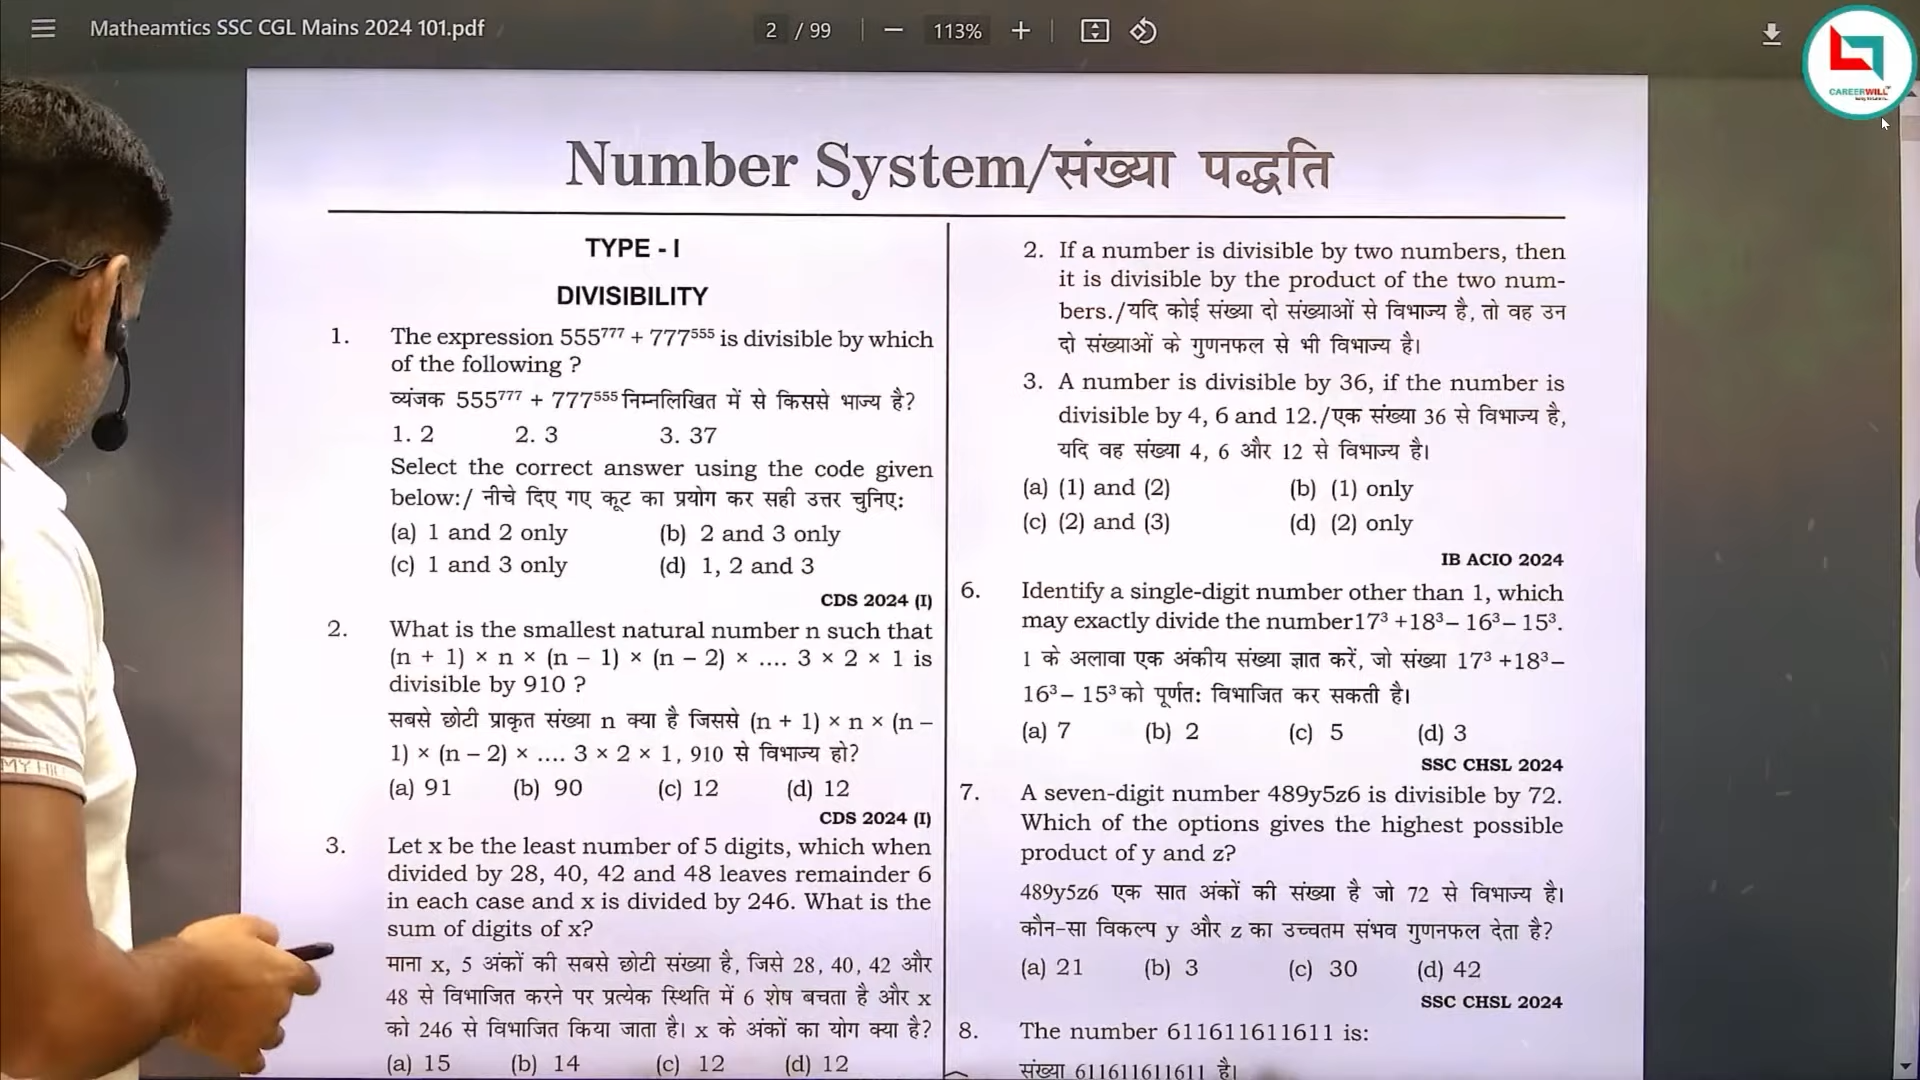 Matheamtics SSC CGL Mains 2024 101.pdf
2 / 99
113%
CAREERWILL
Number System/संख्या पद्धति
TYPE - I
DIVISIBILITY
1. The expression 555⁷⁷⁷ + 777⁵⁵⁵ is divisible by which
of the following ?
व्यंजक 555⁷⁷⁷ + 777⁵⁵⁵ निम्नलिखित में से किससे भाज्य है?
1. 2 2. 3 3. 37
Select the correct answer using the code given
below:/ नीचे दिए गए कूट का प्रयोग कर सही उत्तर चुनिए:
(a) 1 and 2 only (b) 2 and 3 only
(c) 1 and 3 only (d) 1, 2 and 3
CDS 2024 (I)
2. What is the smallest natural number n such that
(n + 1) × n × (n − 1) × (n − 2) × .... 3 × 2 × 1 is
divisible by 910 ?
सबसे छोटी प्राकृत संख्या n क्या है जिससे (n + 1) × n × (n –
1) × (n – 2) × .... 3 × 2 × 1, 910 से विभाज्य हो?
(a) 91 (b) 90 (c) 12 (d) 12
CDS 2024 (I)
3. Let x be the least number of 5 digits, which when
divided by 28, 40, 42 and 48 leaves remainder 6
in each case and x is divided by 246. What is the
sum of digits of x?
माना x, 5 अंकों की सबसे छोटी संख्या है, जिसे 28, 40, 42 और
48 से विभाजित करने पर प्रत्येक स्थिति में 6 शेष बचता है और x
को 246 से विभाजित किया जाता है। x के अंकों का योग क्या है?
(a) 15 (b) 14 (c) 12 (d) 12
2. If a number is divisible by two numbers, then
it is divisible by the product of the two num-
bers./यदि कोई संख्या दो संख्याओं से विभाज्य है, तो वह उन
दो संख्याओं के गुणनफल से भी विभाज्य है।
3. A number is divisible by 36, if the number is
divisible by 4, 6 and 12./एक संख्या 36 से विभाज्य है,
यदि वह संख्या 4, 6 और 12 से विभाज्य है।
(a) (1) and (2) (b) (1) only
(c) (2) and (3) (d) (2) only
IB ACIO 2024
6. Identify a single-digit number other than 1, which
may exactly divide the number17³ +18³– 16³– 15³.
1 के अलावा एक अंकीय संख्या ज्ञात करें, जो संख्या 17³ +18³–
16³– 15³ को पूर्णत: विभाजित कर सकती है।
(a) 7 (b) 2 (c) 5 (d) 3
SSC CHSL 2024
7. A seven-digit number 489y5z6 is divisible by 72.
Which of the options gives the highest possible
product of y and z?
489y5z6 एक सात अंकों की संख्या है जो 72 से विभाज्य है।
कौन-सा विकल्प y और z का उच्चतम संभव गुणनफल देता है?
(a) 21 (b) 3 (c) 30 (d) 42
SSC CHSL 2024
8. The number 611611611611 is:
संख्या 611611611611 है।